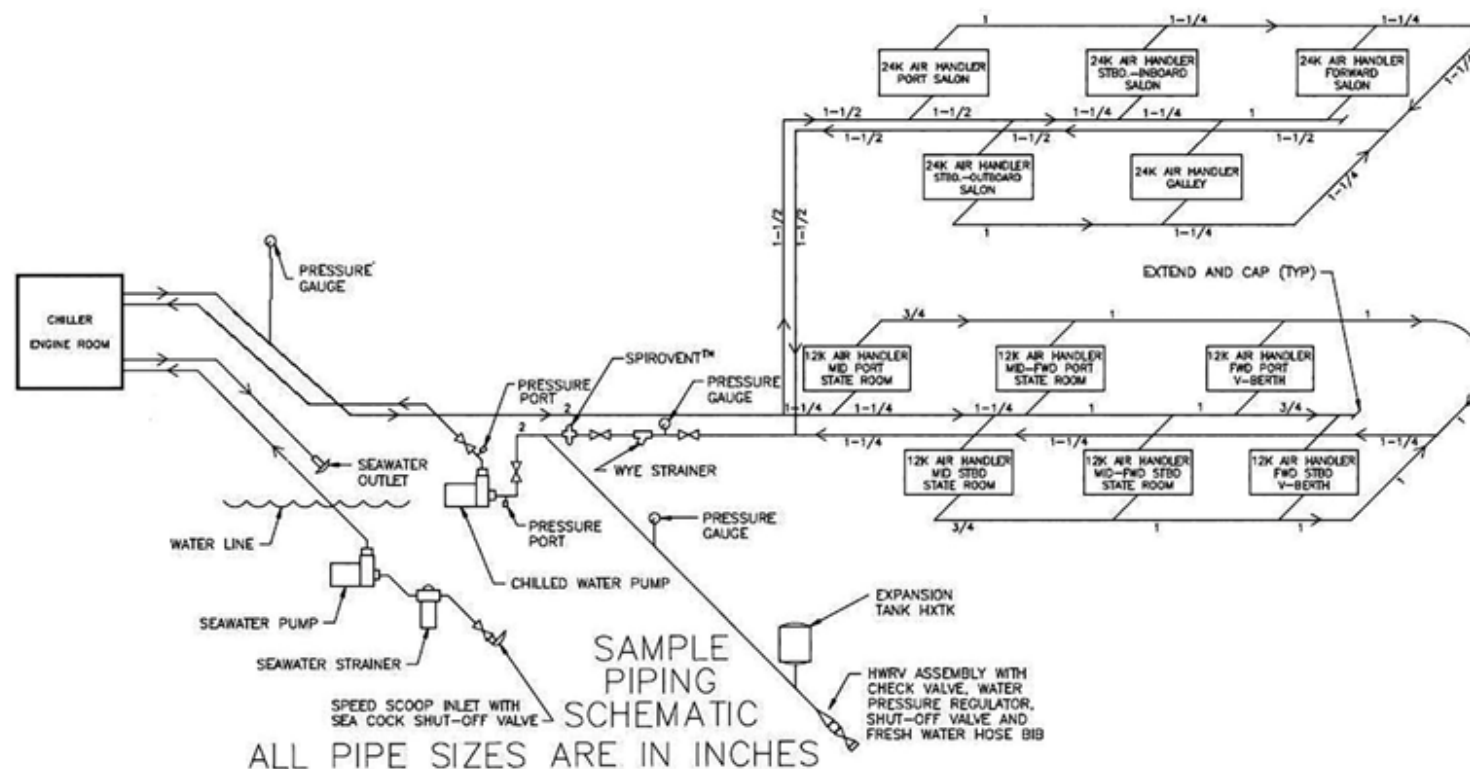 1
1-1/4
1-1/4
24K AIR HANDLER
PORT SALON
24K AIR HANDLER
STBD.-INBOARD
SALON
24K AIR HANDLER
FORWARD
SALON
1-1/4
1-1/2
1-1/2
1-1/4
1-1/4
1
1-1/2
1-1/2
1-1/2
24K AIR HANDLER
STBD.-OUTBOARD
SALON
24K AIR HANDLER
GALLEY
1-1/4
1
1-1/4
1-1/2
1-1/2
PRESSURE
GAUGE
EXTEND AND CAP (TYP)
CHILLER
ENGINE ROOM
3/4
1
1
12K AIR HANDLER
MID PORT
STATE ROOM
12K AIR HANDLER
MID-FWD PORT
STATE ROOM
12K AIR HANDLER
FWD PORT
V-BERTH
SPIROVENT™
PRESSURE
PORT
PRESSURE
GAUGE
2
1-1/4
1-1/4
1-1/4
1
1
3/4
1
2
1-1/4
1-1/4
1-1/4
12K AIR HANDLER
MID STBD
STATE ROOM
12K AIR HANDLER
MID-FWD STBD
STATE ROOM
12K AIR HANDLER
FWD STBD
V-BERTH
1
3/4
1
1
SEAWATER
OUTLET
WYE STRAINER
WATER LINE
PRESSURE
PORT
PRESSURE
GAUGE
CHILLED WATER PUMP
SEAWATER PUMP
SEAWATER STRAINER
EXPANSION
TANK HXTK
SPEED SCOOP INLET WITH
SEA COCK SHUT-OFF VALVE
HWRV ASSEMBLY WITH
CHECK VALVE, WATER
PRESSURE REGULATOR,
SHUT-OFF VALVE AND
FRESH WATER HOSE BIB
SAMPLE
PIPING
SCHEMATIC
ALL PIPE SIZES ARE IN INCHES